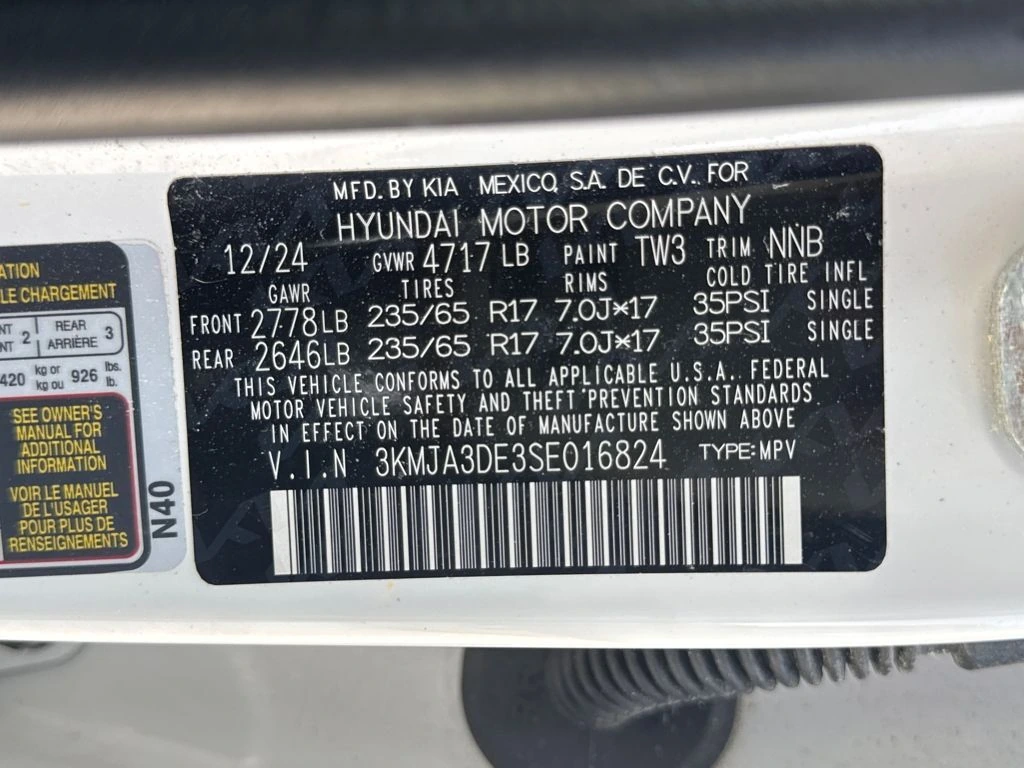 MFD. BY KIA MEXICO, S.A. DE C.V. FOR
HYUNDAI MOTOR COMPANY
12/24 GVWR 4717 LB PAINT TW3 TRIM NNB
GAWR TIRES RIMS COLD TIRE INFL
FRONT 2778LB 235/65 R17 7.0J×17 35PSI SINGLE
REAR 2646LB 235/65 R17 7.0J×17 35PSI SINGLE
THIS VEHICLE CONFORMS TO ALL APPLICABLE U.S.A.. FEDERAL
MOTOR VEHICLE SAFETY AND THEFT PREVENTION STANDARDS
IN EFFECT ON THE DATE OF MANUFACTURE SHOWN ABOVE
V.I.N 3KMJA3DE3SE016824 TYPE:MPV
CHARGEMENT
2 REAR
ARRIÈRE 3
420 kg or
kg ou 926 lbs.
lb.
SEE OWNER'S
MANUAL FOR
ADDITIONAL
INFORMATION
VOIR LE MANUEL
DE L'USAGER
POUR PLUS DE
RENSEIGNEMENTS
N40